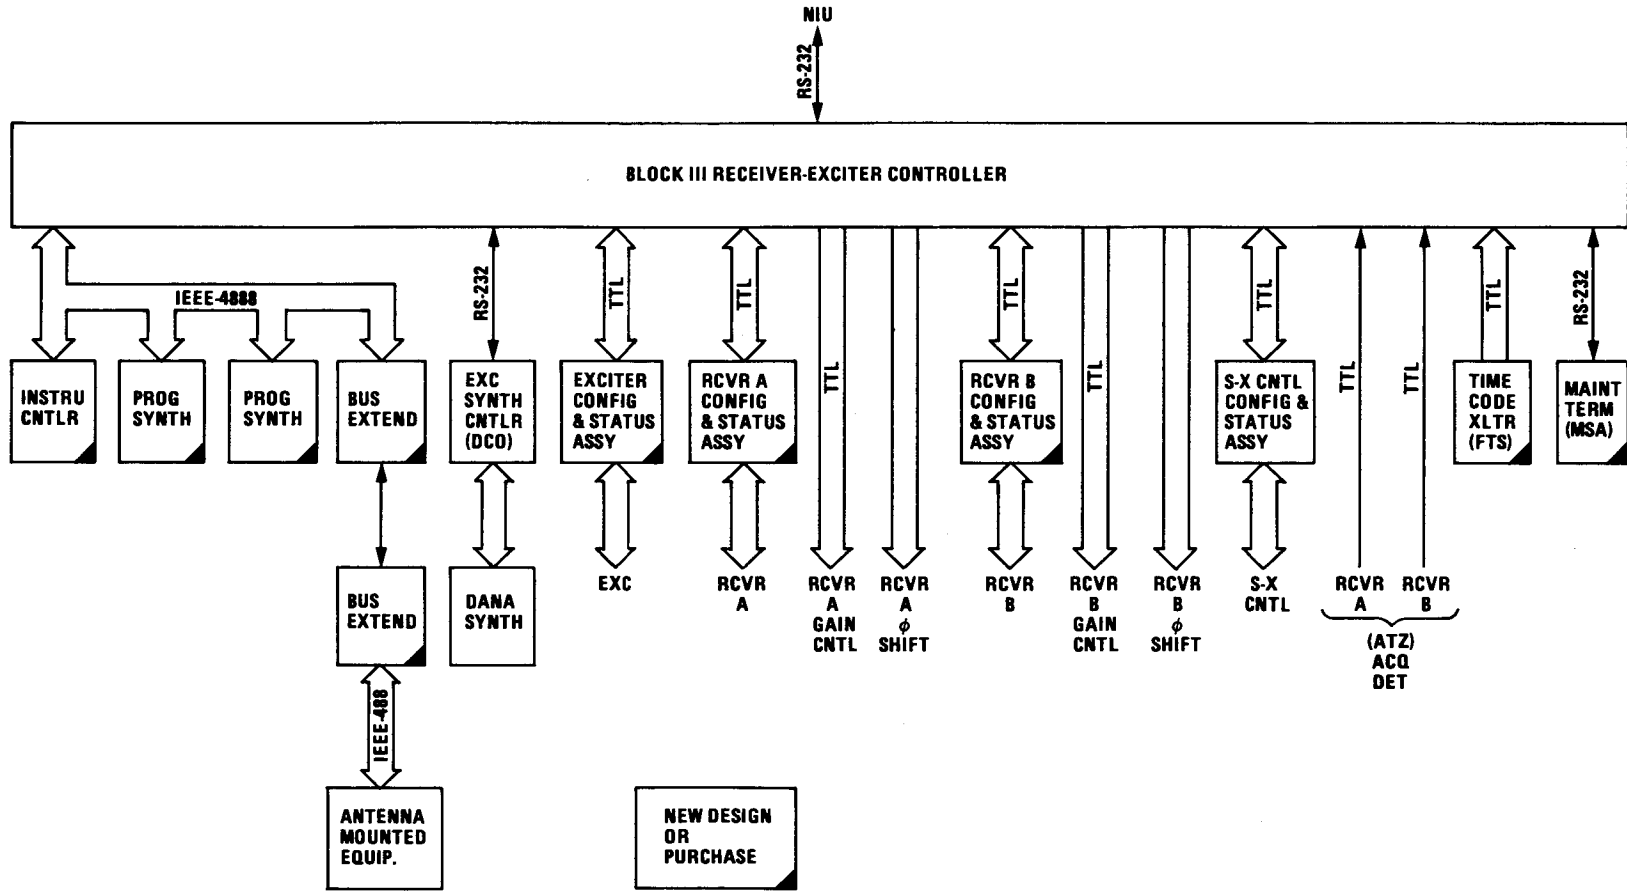 NIU
RS-232
BLOCK III RECEIVER-EXCITER CONTROLLER
IEEE-4888
RS-232
TTL
TTL
TTL
TTL
TTL
TTL
TTL
TTL
TTL
RS-232
INSTRU
CNTLR
PROG
SYNTH
PROG
SYNTH
BUS
EXTEND
EXC
SYNTH
CNTLR
(DCO)
EXCITER
CONFIG
& STATUS
ASSY
RCVR A
CONFIG
& STATUS
ASSY
RCVR B
CONFIG
& STATUS
ASSY
S-X CNTL
CONFIG &
STATUS
ASSY
TIME
CODE
XLTR
(FTS)
MAINT
TERM
(MSA)
BUS
EXTEND
DANA
SYNTH
EXC
RCVR
A
RCVR
A
GAIN
CNTL
RCVR
A
ϕ
SHIFT
RCVR
B
RCVR
B
GAIN
CNTL
RCVR
B
ϕ
SHIFT
S-X
CNTL
RCVR
A
RCVR
B
(ATZ)
ACQ
DET
IEEE-488
ANTENNA
MOUNTED
EQUIP.
NEW DESIGN
OR
PURCHASE